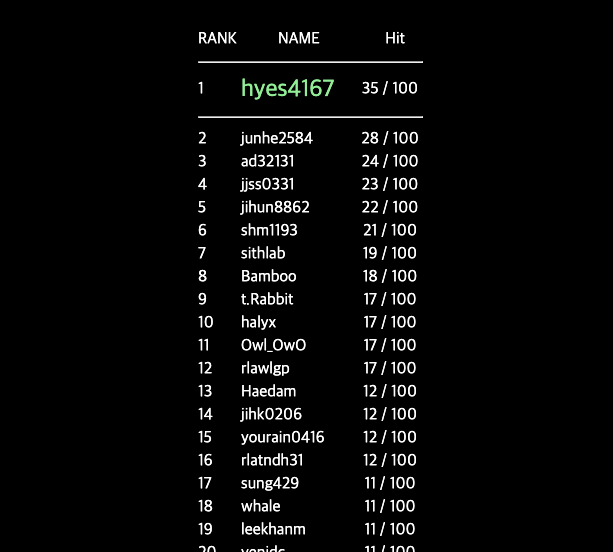 RANK NAME Hit
1 hyes4167 35 / 100
2 junhe2584 28 / 100
3 ad32131 24 / 100
4 jjss0331 23 / 100
5 jihun8862 22 / 100
6 shm1193 21 / 100
7 sithlab 19 / 100
8 Bamboo 18 / 100
9 t.Rabbit 17 / 100
10 halyx 17 / 100
11 Owl_OwO 17 / 100
12 rlawlgp 17 / 100
13 Haedam 12 / 100
14 jihk0206 12 / 100
15 yourain0416 12 / 100
16 rlatndh31 12 / 100
17 sung429 11 / 100
18 whale 11 / 100
19 leekhanm 11 / 100
20 11 / 100